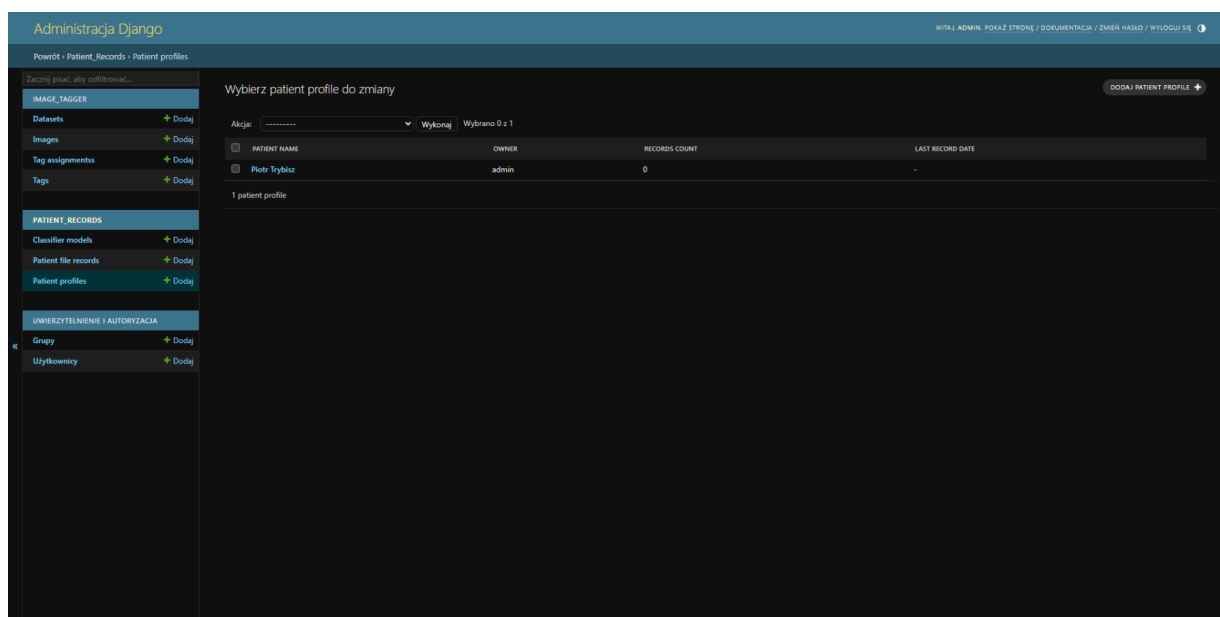 Administracja Django
WITAJ, ADMIN. POKAŻ STRONĘ / DOKUMENTACJA / ZMIEŃ HASŁO / WYLOGUJ SIĘ
Powrót › Patient_Records › Patient profiles
Zacznij pisać, aby odfiltrować...
IMAGE_TAGGER
Datasets + Dodaj
Images + Dodaj
Tag assignmentss + Dodaj
Tags + Dodaj
PATIENT_RECORDS
Classifier models + Dodaj
Patient file records + Dodaj
Patient profiles + Dodaj
UWIERZYTELNIENIE I AUTORYZACJA
Grupy + Dodaj
Użytkownicy + Dodaj
«
Wybierz patient profile do zmiany
DODAJ PATIENT PROFILE +
Akcja: --------- Wykonaj Wybrano 0 z 1
PATIENT NAME OWNER RECORDS COUNT LAST RECORD DATE
Piotr Trybisz admin 0 -
1 patient profile